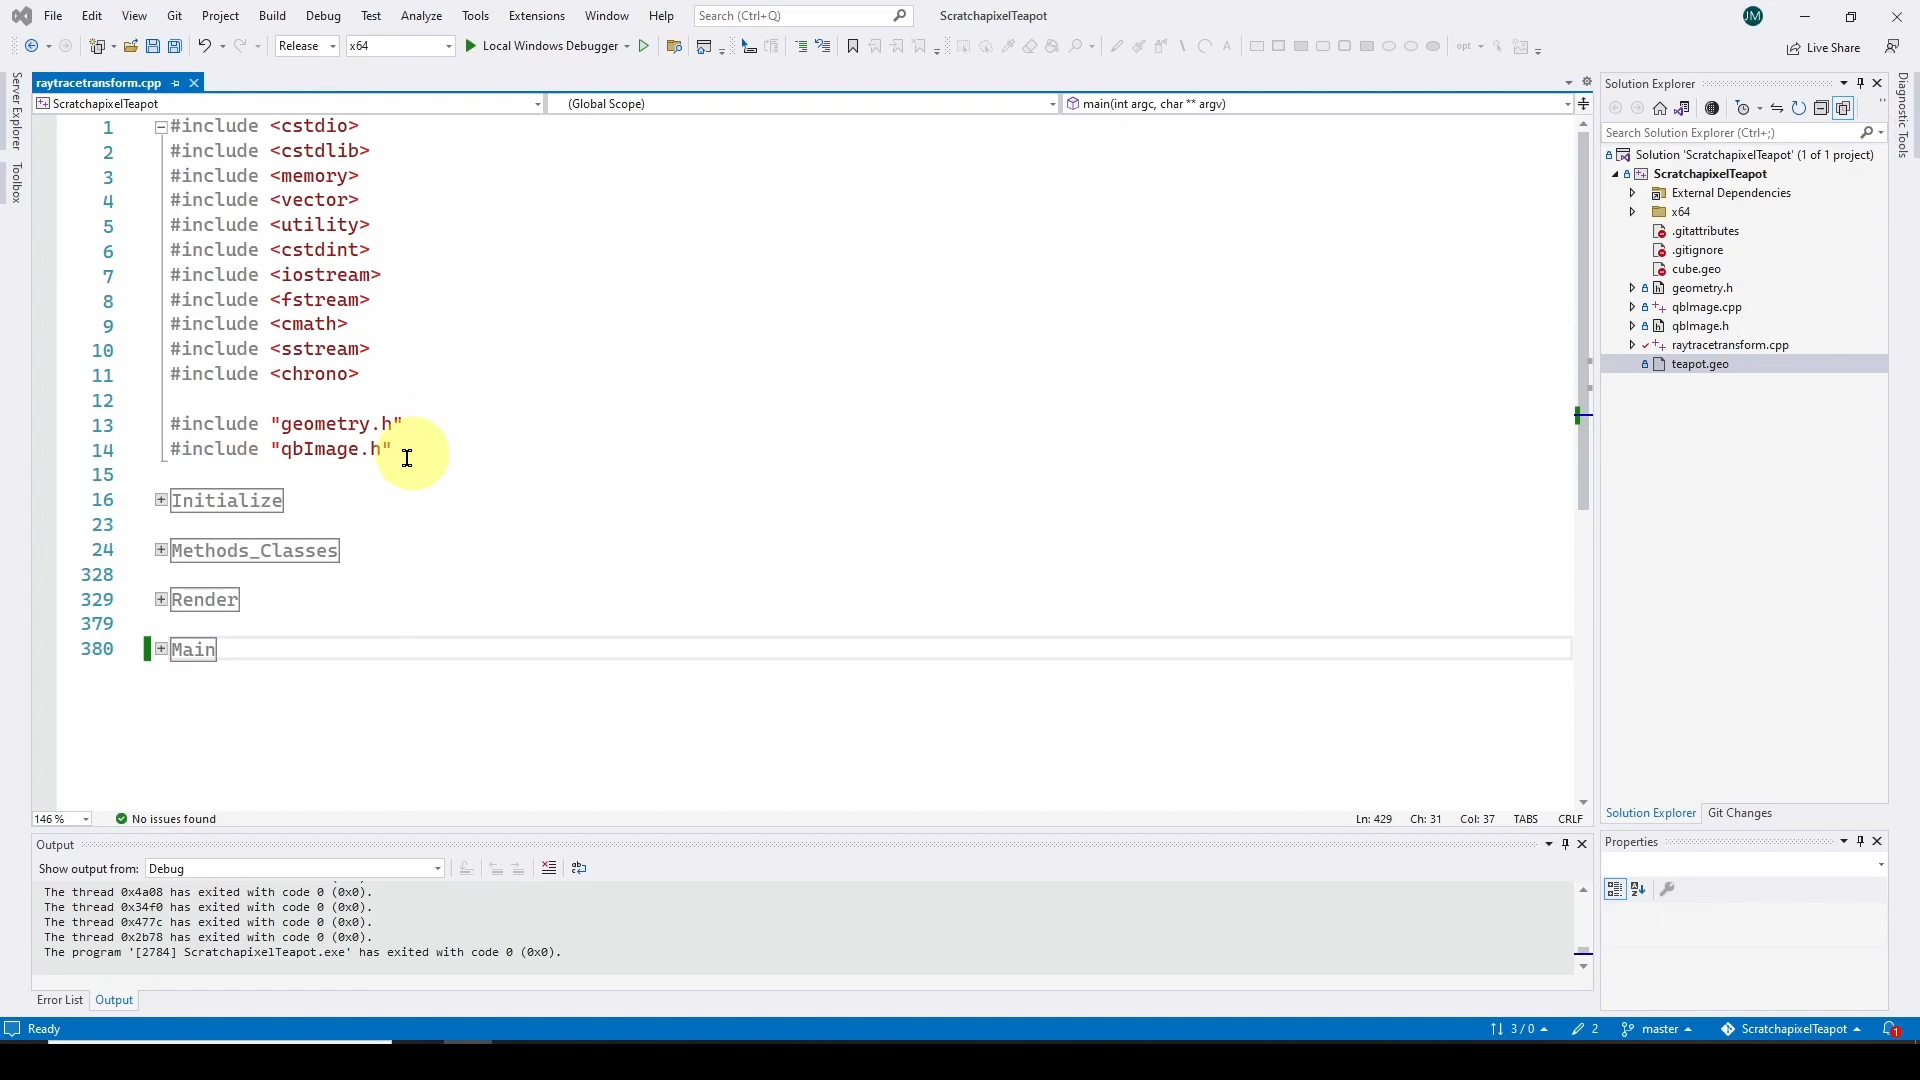 File Edit View Git Project Build Debug Test Analyze Tools Extensions Window Help Search (Ctrl+Q) ScratchapixelTeapot JM
Release x64 Local Windows Debugger opt Live Share
Server Explorer
Toolbox
raytracetransform.cpp
ScratchapixelTeapot (Global Scope) main(int argc, char ** argv)
1 #include <cstdio>
2 #include <cstdlib>
3 #include <memory>
4 #include <vector>
5 #include <utility>
6 #include <cstdint>
7 #include <iostream>
8 #include <fstream>
9 #include <cmath>
10 #include <sstream>
11 #include <chrono>
12
13 #include "geometry.h"
14 #include "qbImage.h"
15
16 Initialize
23
24 Methods_Classes
328
329 Render
379
380 Main
146 % No issues found Ln: 429 Ch: 31 Col: 37 TABS CRLF
Output
Show output from: Debug
The thread 0x4a08 has exited with code 0 (0x0).
The thread 0x34f0 has exited with code 0 (0x0).
The thread 0x477c has exited with code 0 (0x0).
The thread 0x2b78 has exited with code 0 (0x0).
The program '[2784] ScratchapixelTeapot.exe' has exited with code 0 (0x0).
Error List Output
Solution Explorer
Search Solution Explorer (Ctrl+;)
Solution 'ScratchapixelTeapot' (1 of 1 project)
ScratchapixelTeapot
External Dependencies
x64
.gitattributes
.gitignore
cube.geo
geometry.h
qbImage.cpp
qbImage.h
raytracetransform.cpp
teapot.geo
Solution Explorer Git Changes
Properties
Diagnostic Tools
Ready 3 / 0 2 master ScratchapixelTeapot 1